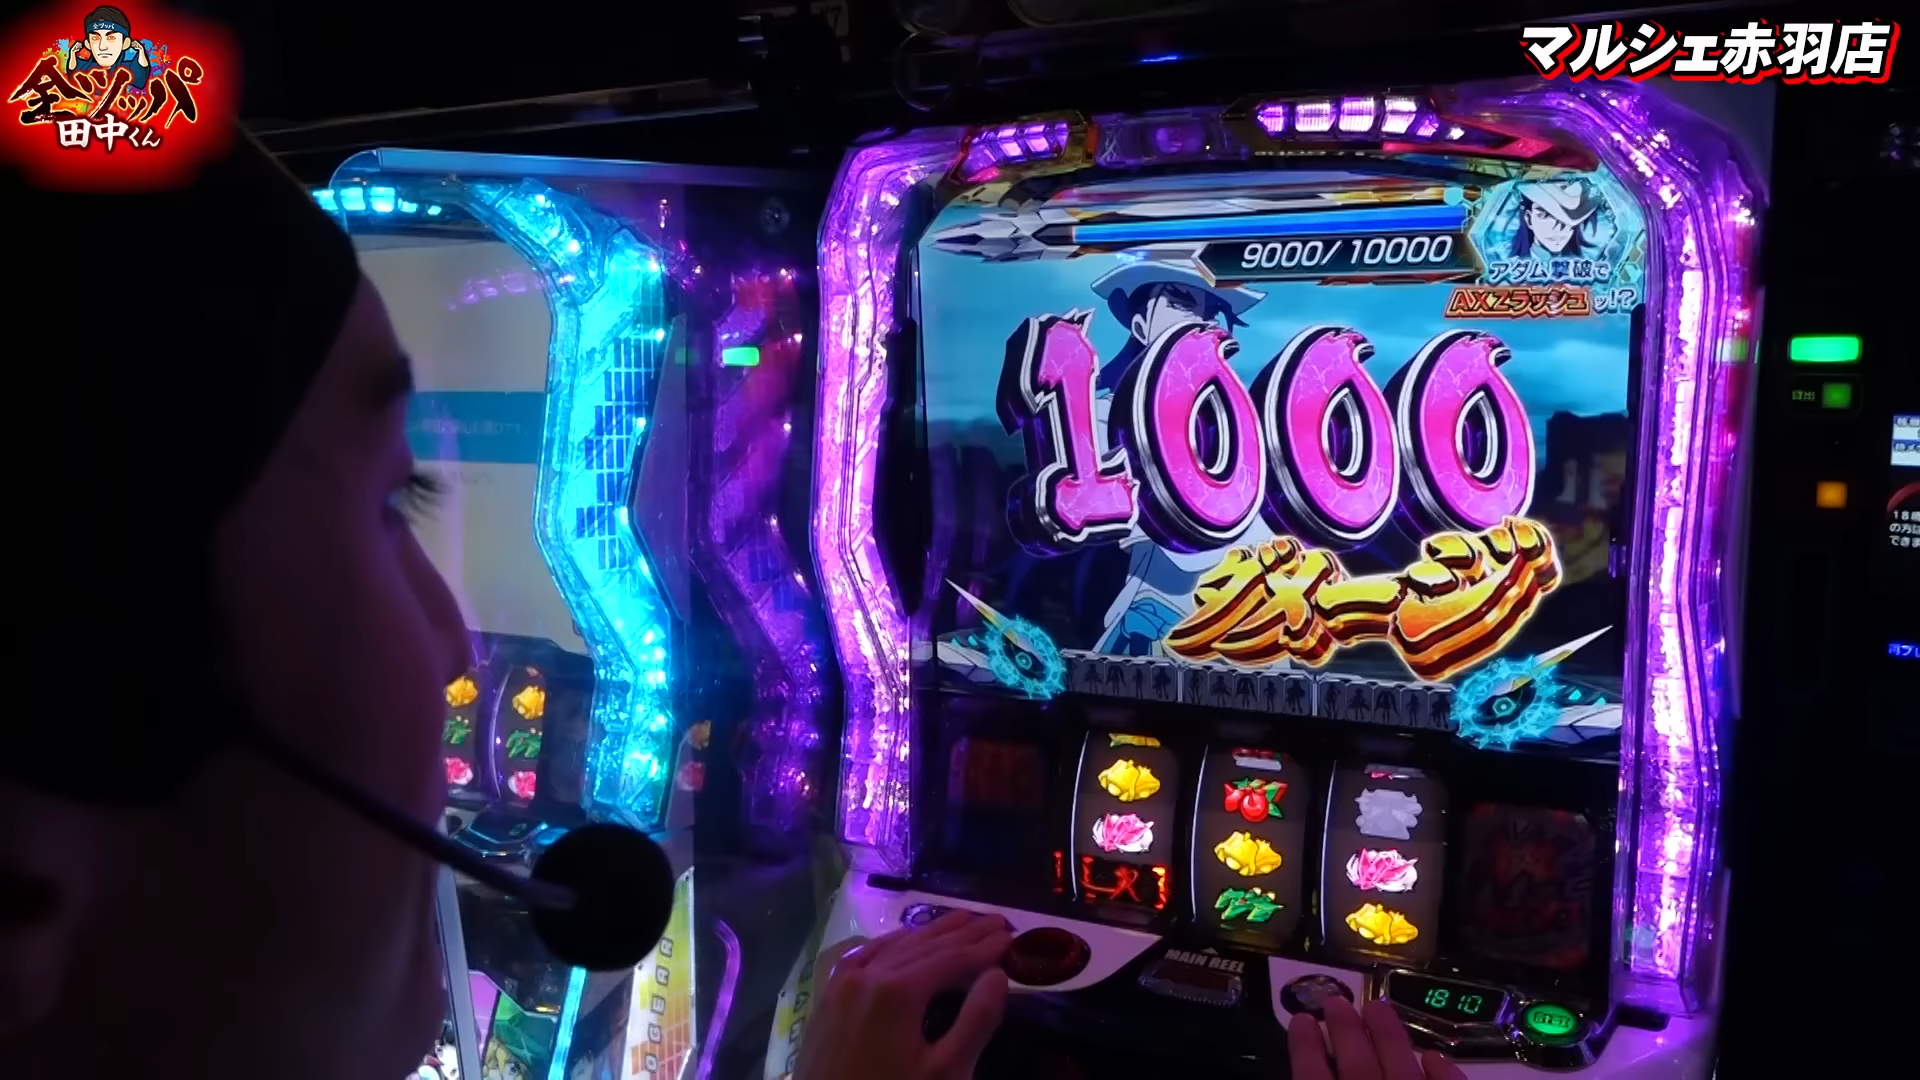 全ツッパ
田中くん
マルシェ赤羽店
9000/10000
アダム撃破で
AXZラッシュッ!?
1000
ダメージ
MAIN REEL
1810
OGEAR